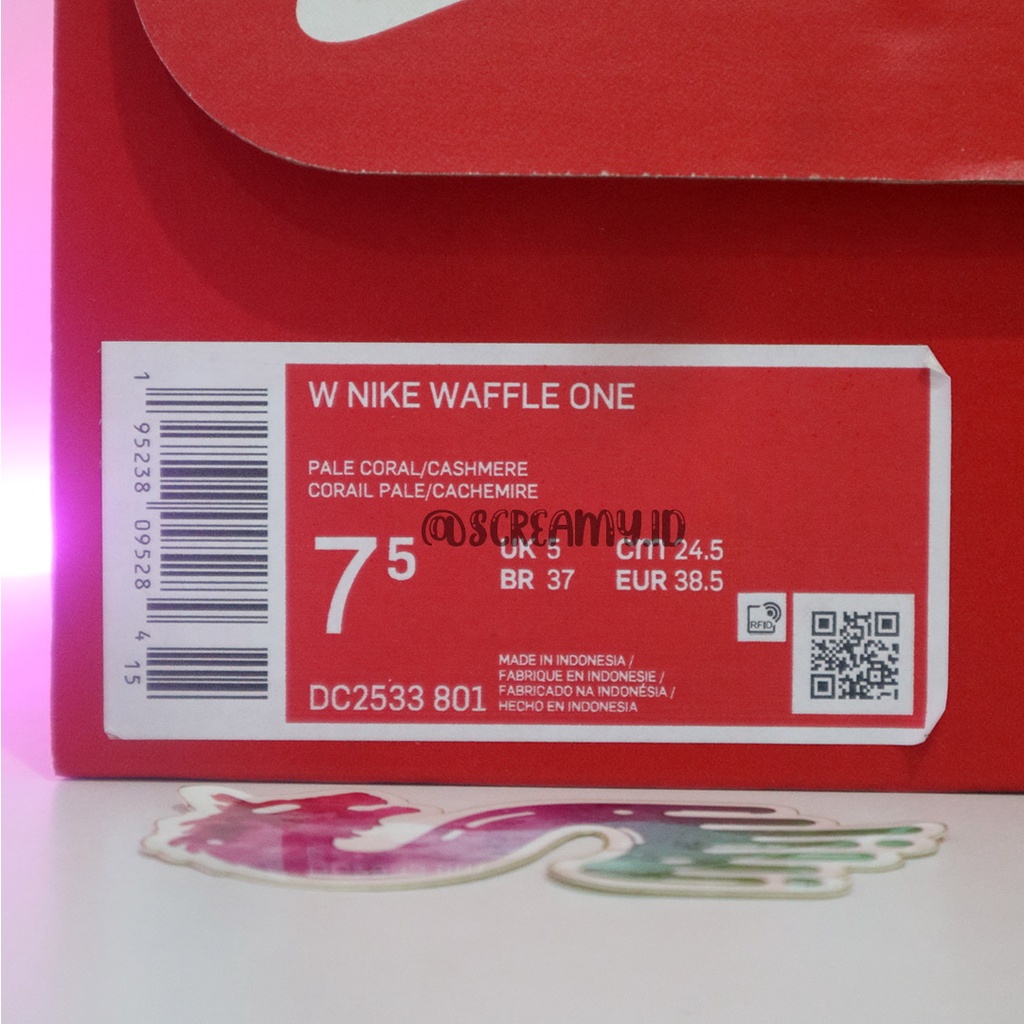 W NIKE WAFFLE ONE
PALE CORAL/CASHMERE
CORAIL PALE/CACHEMIRE
@SCREAMY.ID
7 5
UK 5 cm 24.5
BR 37 EUR 38.5
RFID
MADE IN INDONESIA /
FABRIQUE EN INDONESIE /
FABRICADO NA INDONÉSIA /
HECHO EN INDONESIA
DC2533 801
1 95238 09528 4 15